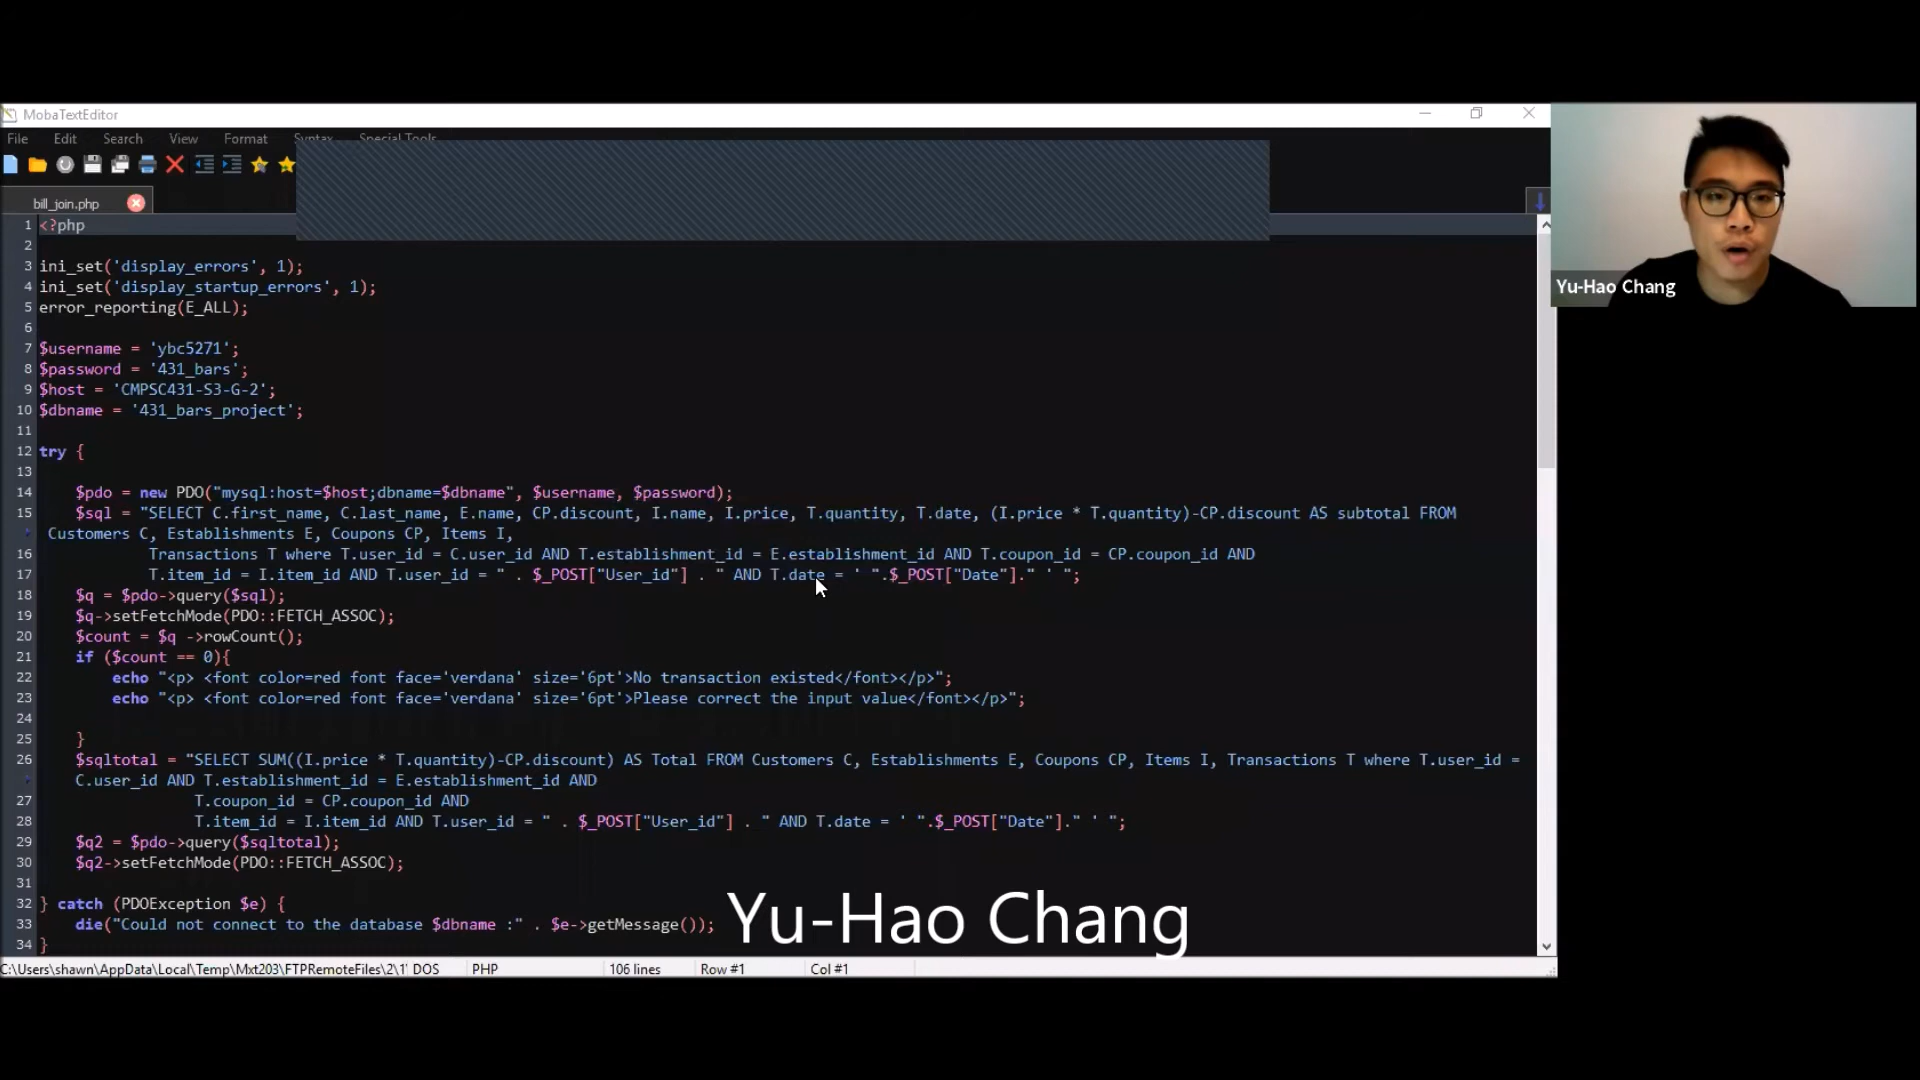 MobaTextEditor
File Edit Search View Format Syntax Special Tools
bill_join.php
1 <?php
2
3 ini_set('display_errors', 1);
4 ini_set('display_startup_errors', 1);
5 error_reporting(E_ALL);
6
7 $username = 'ybc5271';
8 $password = '431_bars';
9 $host = 'CMPSC431-S3-G-2';
10 $dbname = '431_bars_project';
11
12 try {
13
14 $pdo = new PDO("mysql:host=$host;dbname=$dbname", $username, $password);
15 $sql = "SELECT C.first_name, C.last_name, E.name, CP.discount, I.name, I.price, T.quantity, T.date, (I.price * T.quantity)-CP.discount AS subtotal FROM
Customers C, Establishments E, Coupons CP, Items I,
16 Transactions T where T.user_id = C.user_id AND T.establishment_id = E.establishment_id AND T.coupon_id = CP.coupon_id AND
17 T.item_id = I.item_id AND T.user_id = " . $_POST["User_id"] . " AND T.date = ' ".$_POST["Date"]." ' ";
18 $q = $pdo->query($sql);
19 $q->setFetchMode(PDO::FETCH_ASSOC);
20 $count = $q ->rowCount();
21 if ($count == 0){
22 echo "<p> <font color=red font face='verdana' size='6pt'>No transaction existed</font></p>";
23 echo "<p> <font color=red font face='verdana' size='6pt'>Please correct the input value</font></p>";
24
25 }
26 $sqltotal = "SELECT SUM((I.price * T.quantity)-CP.discount) AS Total FROM Customers C, Establishments E, Coupons CP, Items I, Transactions T where T.user_id =
C.user_id AND T.establishment_id = E.establishment_id AND
27 T.coupon_id = CP.coupon_id AND
28 T.item_id = I.item_id AND T.user_id = " . $_POST["User_id"] . " AND T.date = ' ".$_POST["Date"]." ' ";
29 $q2 = $pdo->query($sqltotal);
30 $q2->setFetchMode(PDO::FETCH_ASSOC);
31
32 } catch (PDOException $e) {
33 die("Could not connect to the database $dbname :" . $e->getMessage());
34 }
C:\Users\shawn\AppData\Local\Temp\Mxt203\FTPRemoteFiles\2\1' DOS PHP 106 lines Row #1 Col #1
Yu-Hao Chang
Yu-Hao Chang